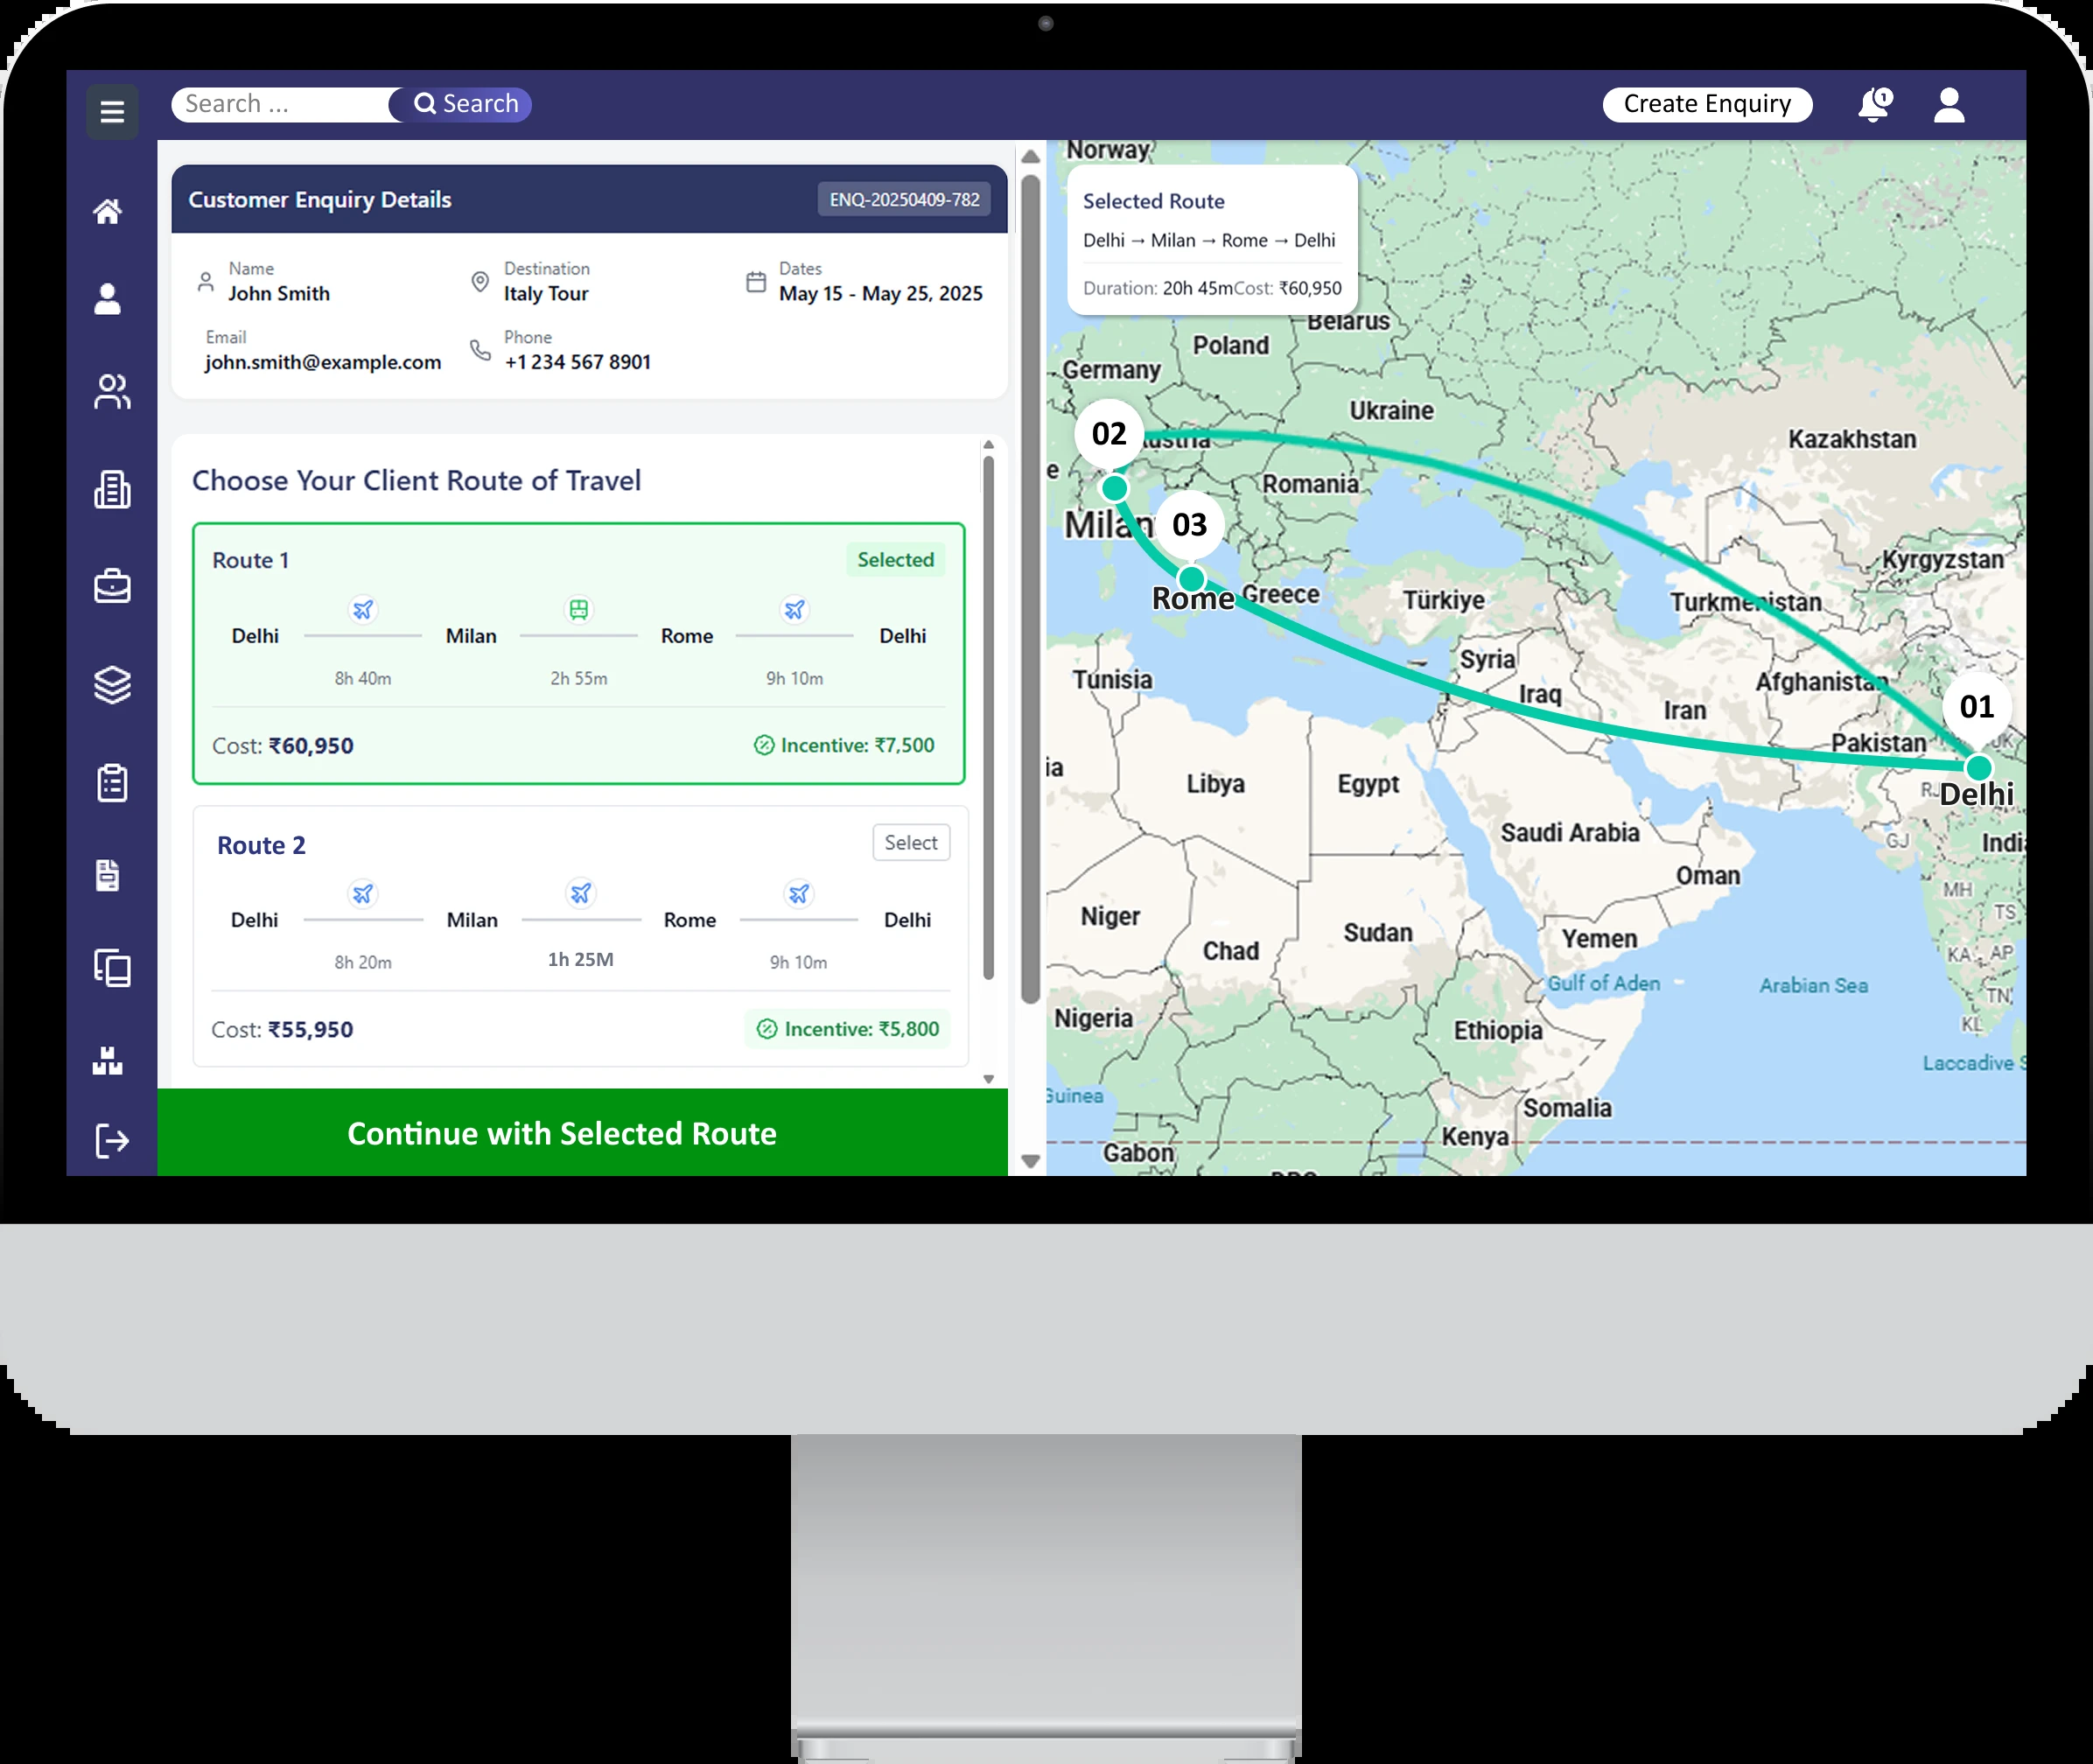 Search ...
Search
Create Enquiry
1
Customer Enquiry Details
ENQ-20250409-782
Name
John Smith
Destination
Italy Tour
Dates
May 15 - May 25, 2025
Email
john.smith@example.com
Phone
+1 234 567 8901
Choose Your Client Route of Travel
Route 1
Selected
Delhi
Milan
Rome
Delhi
8h 40m
2h 55m
9h 10m
Cost: ₹60,950
Incentive: ₹7,500
Route 2
Select
Delhi
Milan
Rome
Delhi
8h 20m
1h 25M
9h 10m
Cost: ₹55,950
Incentive: ₹5,800
Continue with Selected Route
Norway
Selected Route
Delhi → Milan → Rome → Delhi
Duration: 20h 45mCost: ₹60,950
Belarus
Poland
Germany
Ukraine
02
ustria
Kazakhstan
e
Romania
Milan
03
Kyrgyzstan
Rome
Greece
Türkiye
Turkmenistan
Syria
Tunisia
Iraq
Afghanistan
Iran
01
Pakistan
UK
ia
Libya
Egypt
RJ
Delhi
Saudi Arabia
GJ
Indi
Oman
MH
Niger
TS
Sudan
Yemen
Chad
KA
AP
Gulf of Aden
Arabian Sea
TN
Nigeria
Ethiopia
KL
Laccadive S
Guinea
Somalia
Kenya
Gabon